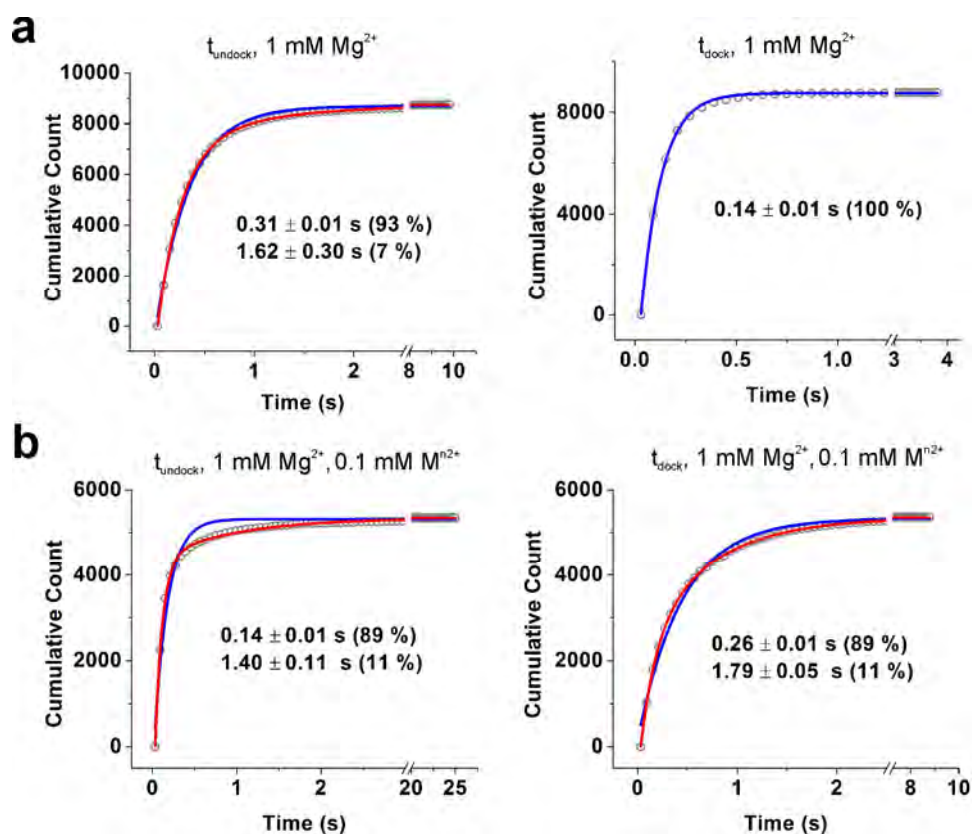 a
t_undock, 1 mM Mg²⁺
Cumulative Count
10000
8000
6000
4000
2000
0
0.31 ± 0.01 s (93 %)
1.62 ± 0.30 s (7 %)
0 1 2 8 10
Time (s)
t_dock, 1 mM Mg²⁺
Cumulative Count
8000
4000
0
0.14 ± 0.01 s (100 %)
0.0 0.5 1.0 3 4
Time (s)
b
t_undock, 1 mM Mg²⁺, 0.1 mM Mⁿ²⁺
Cumulative Count
6000
4000
2000
0
0.14 ± 0.01 s (89 %)
1.40 ± 0.11 s (11 %)
0 1 2 20 25
Time (s)
t_dock, 1 mM Mg²⁺, 0.1 mM Mⁿ²⁺
Cumulative Count
6000
4000
2000
0
0.26 ± 0.01 s (89 %)
1.79 ± 0.05 s (11 %)
0 1 2 8 10
Time (s)